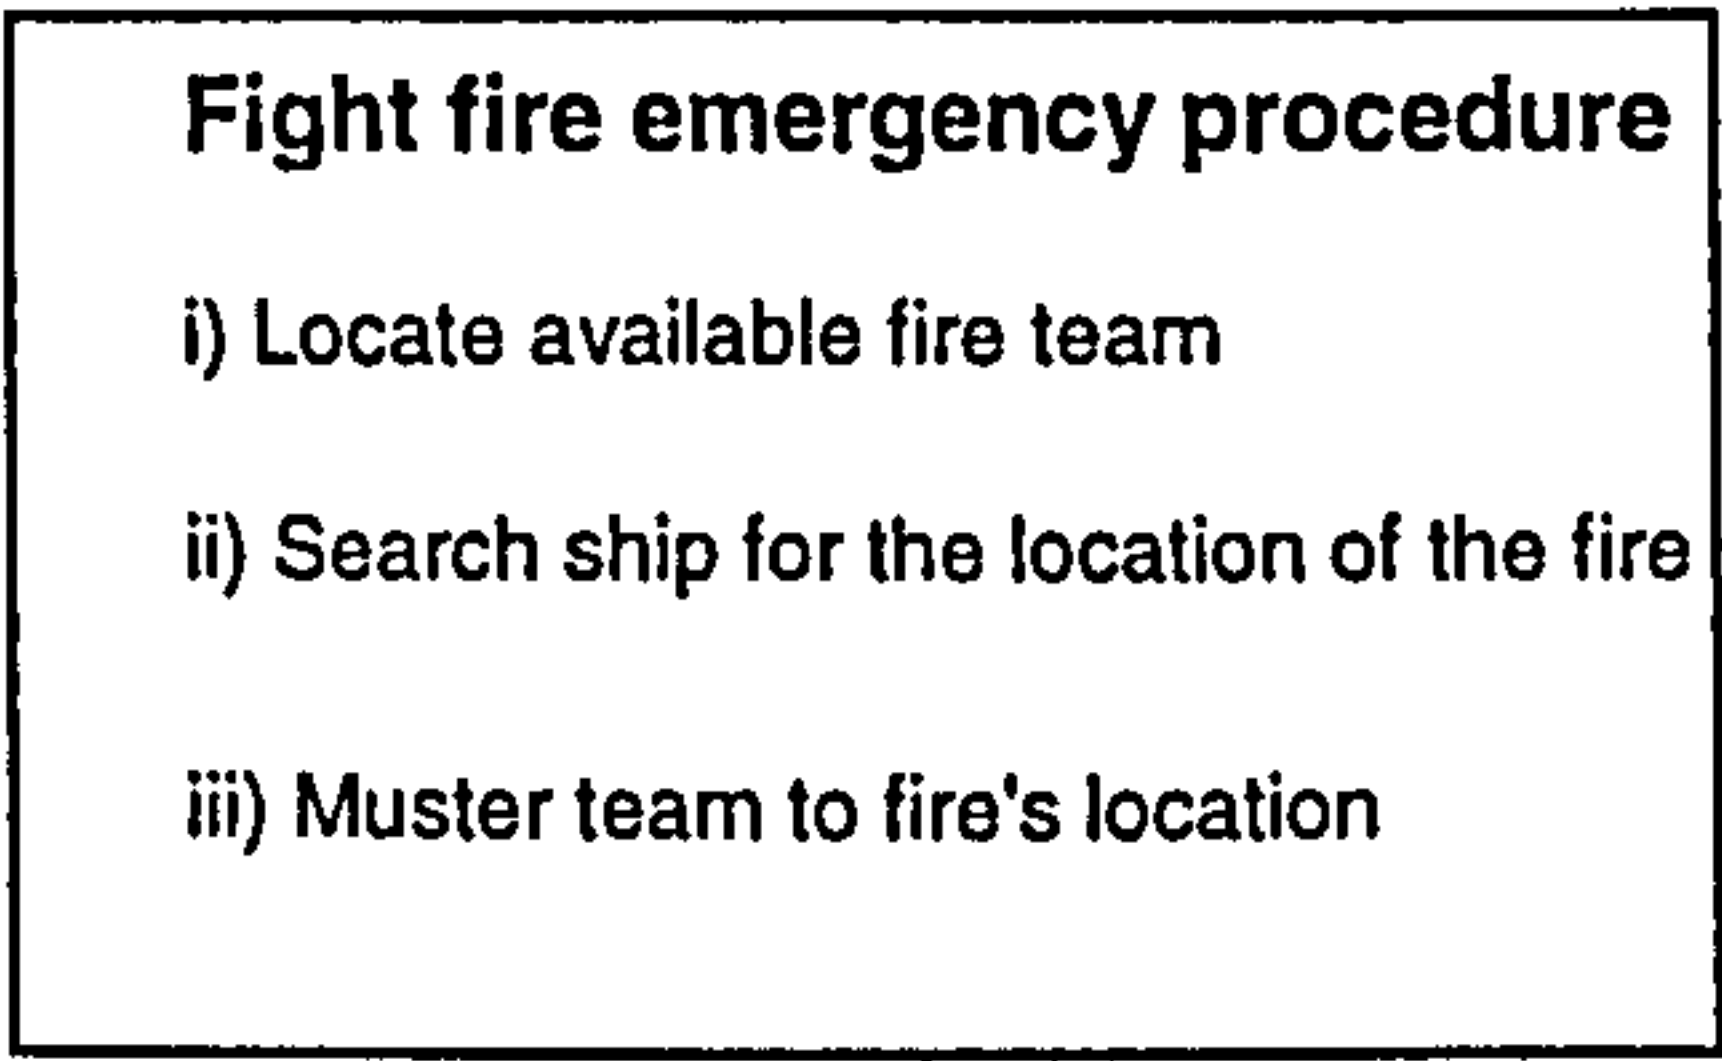 Fight fire emergency procedure
i) Locate available fire team
ii) Search ship for the location of the fire
iii) Muster team to fire's location